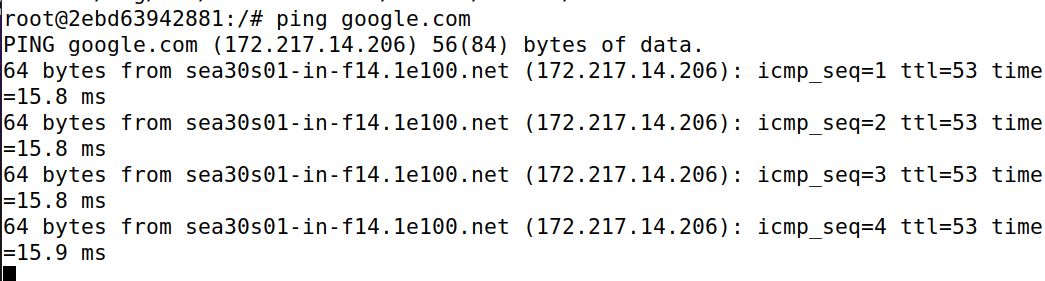 root@2ebd63942881:/# ping google.com
PING google.com (172.217.14.206) 56(84) bytes of data.
64 bytes from sea30s01-in-f14.1e100.net (172.217.14.206): icmp_seq=1 ttl=53 time
=15.8 ms
64 bytes from sea30s01-in-f14.1e100.net (172.217.14.206): icmp_seq=2 ttl=53 time
=15.8 ms
64 bytes from sea30s01-in-f14.1e100.net (172.217.14.206): icmp_seq=3 ttl=53 time
=15.8 ms
64 bytes from sea30s01-in-f14.1e100.net (172.217.14.206): icmp_seq=4 ttl=53 time
=15.9 ms